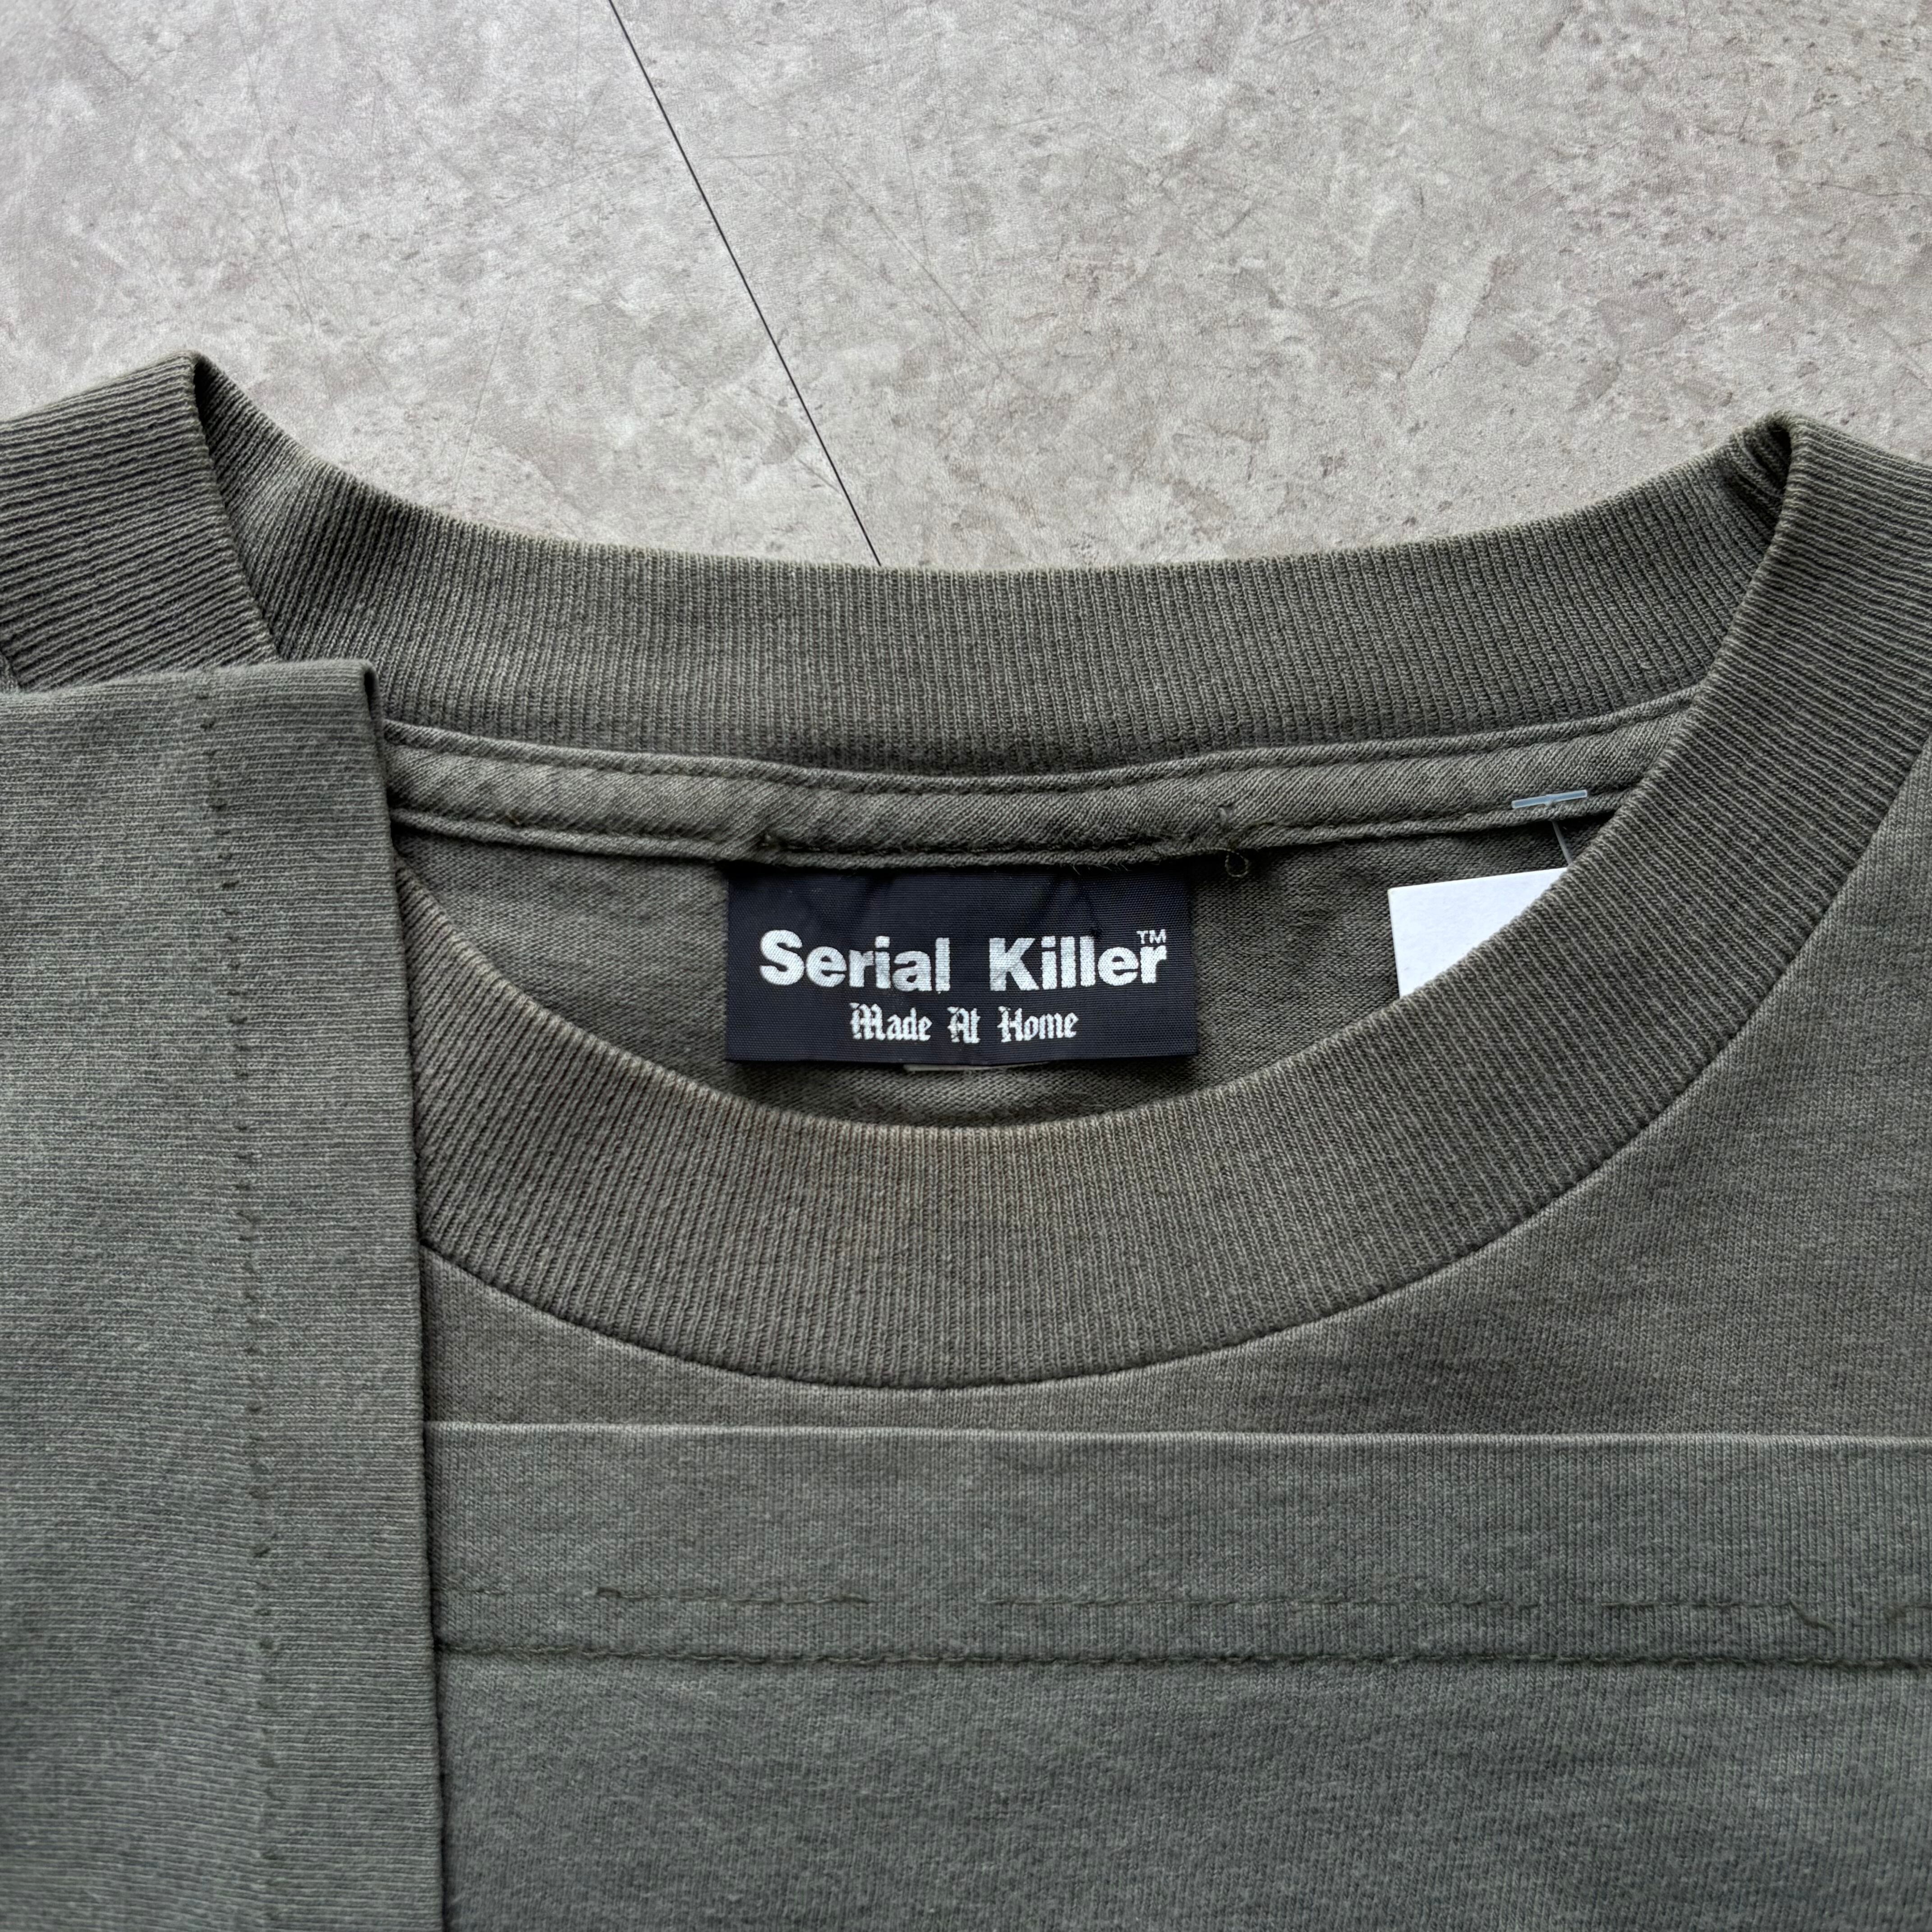 Serial Killer™
Made At Home